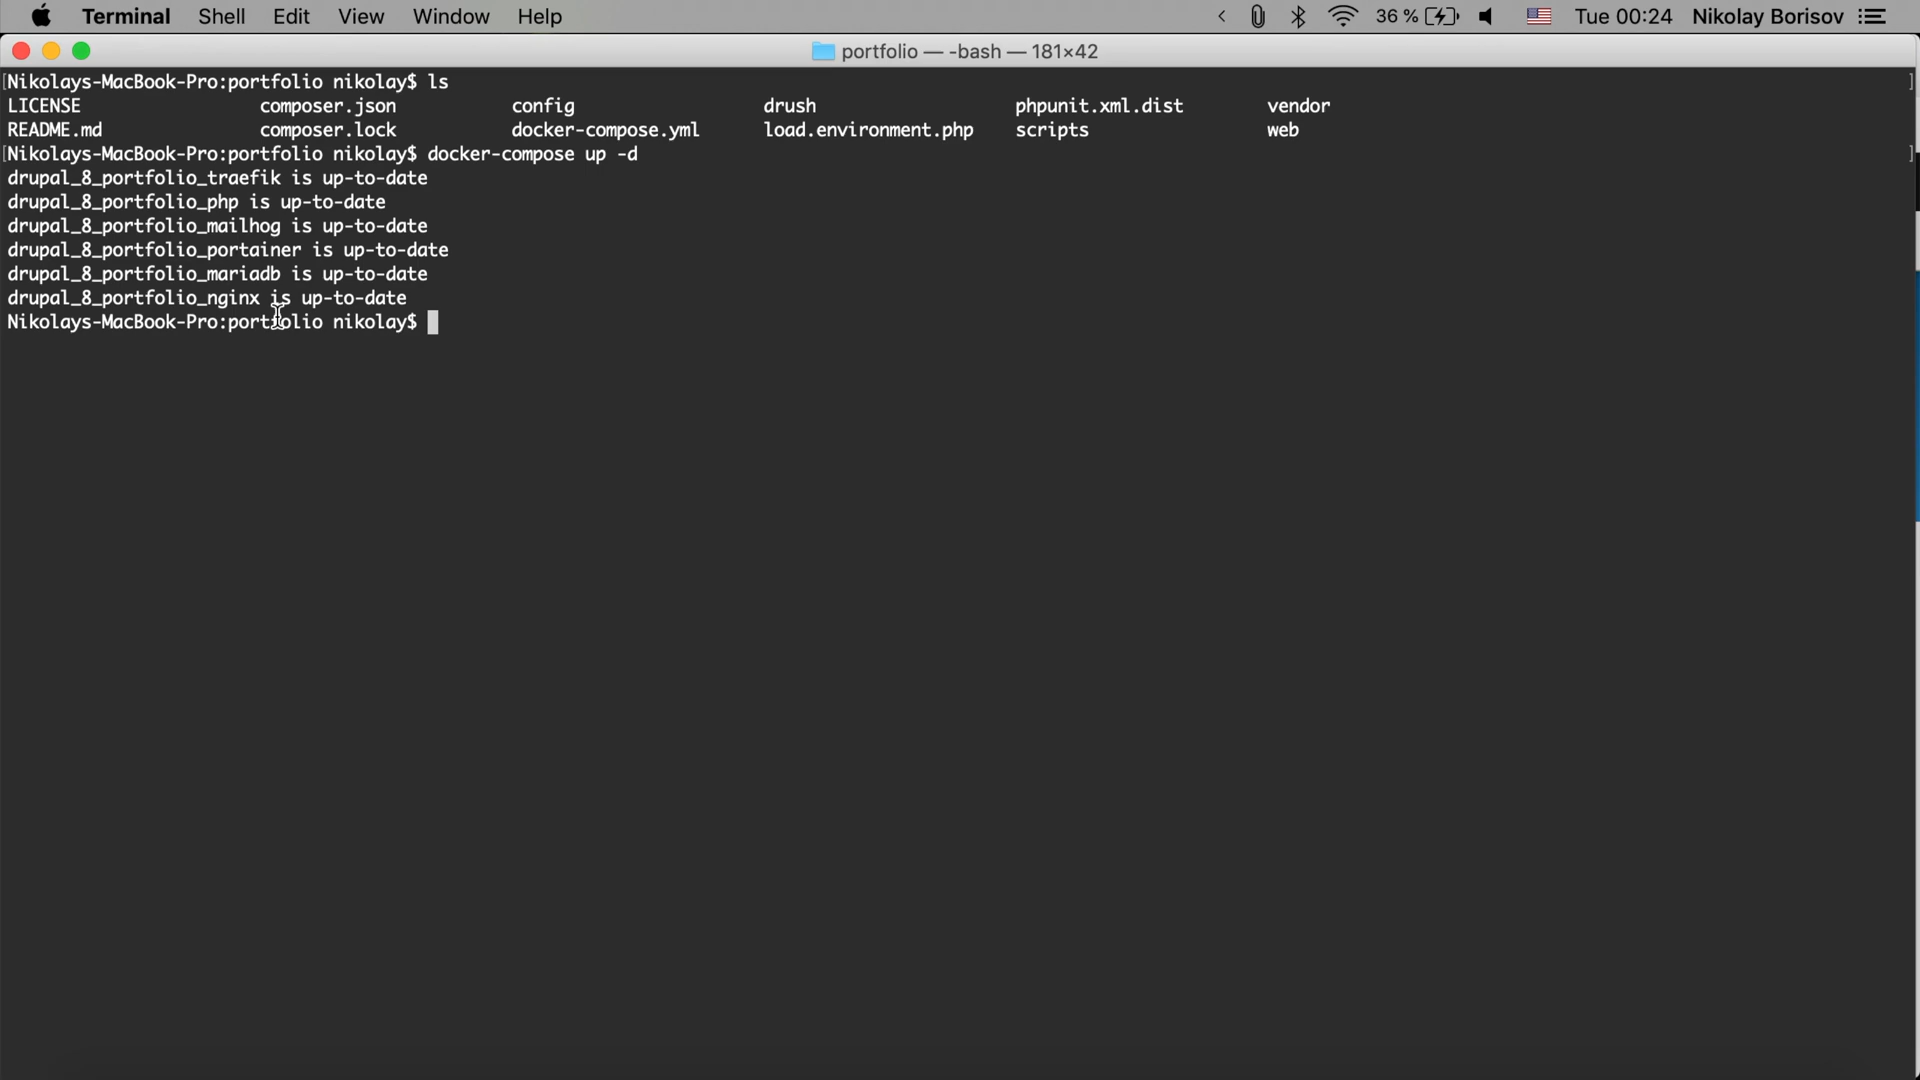 Terminal Shell Edit View Window Help 36 % Tue 00:24 Nikolay Borisov
portfolio — -bash — 181×42
[Nikolays-MacBook-Pro:portfolio nikolay$ ls ]
LICENSE composer.json config drush phpunit.xml.dist vendor
README.md composer.lock docker-compose.yml load.environment.php scripts web
[Nikolays-MacBook-Pro:portfolio nikolay$ docker-compose up -d ]
drupal_8_portfolio_traefik is up-to-date
drupal_8_portfolio_php is up-to-date
drupal_8_portfolio_mailhog is up-to-date
drupal_8_portfolio_portainer is up-to-date
drupal_8_portfolio_mariadb is up-to-date
drupal_8_portfolio_nginx is up-to-date
Nikolays-MacBook-Pro:portfolio nikolay$